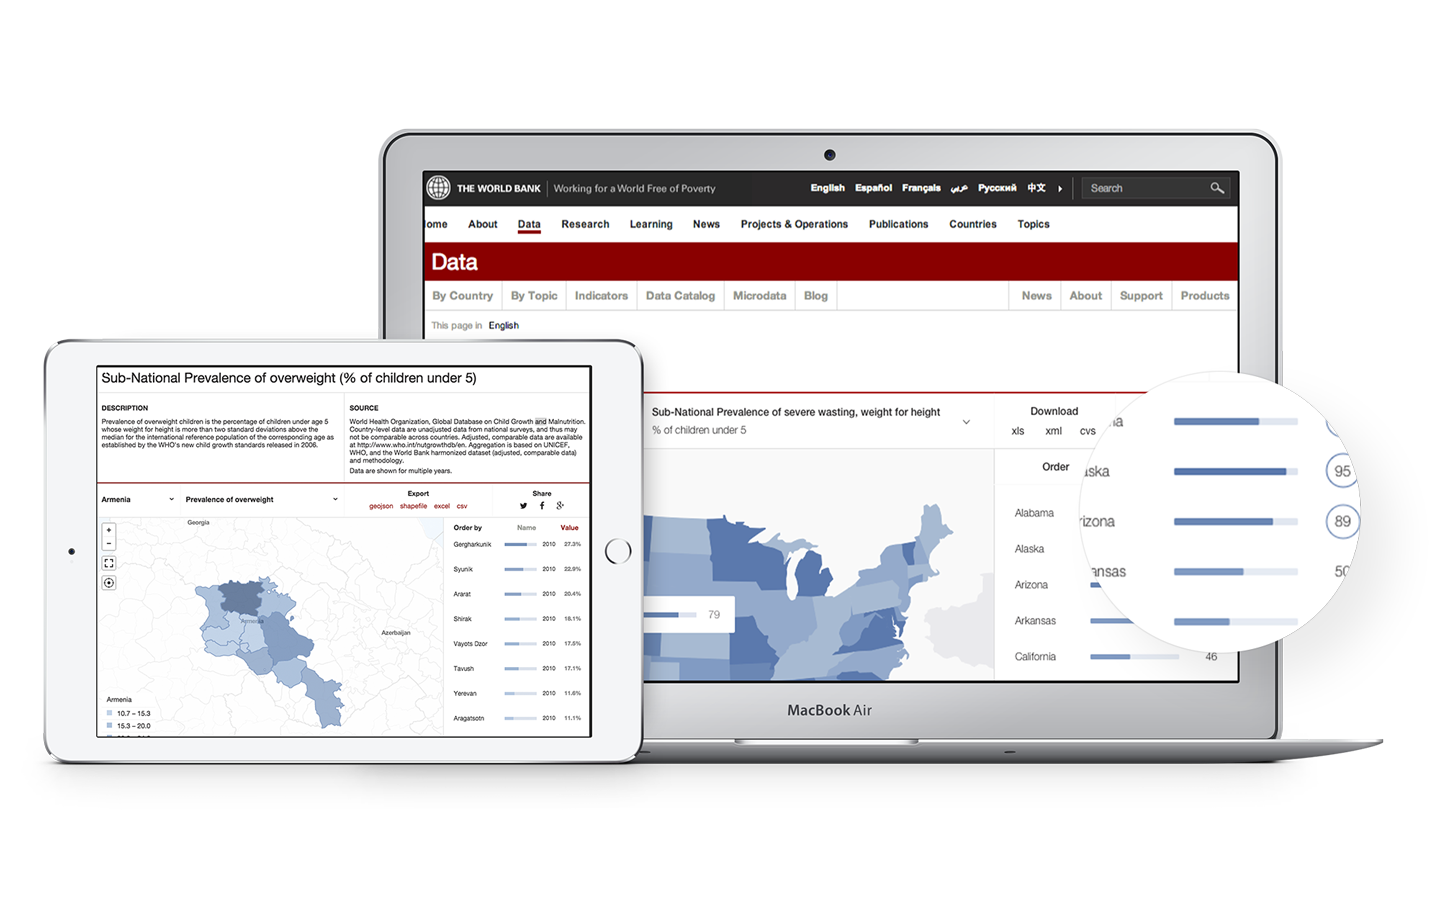 THE WORLD BANK Working for a World Free of Poverty English Español Français عربي Русский 中文 Search
About Data Research Learning News Projects & Operations Publications Countries Topics
Data
By Country By Topic Indicators Data Catalog Microdata Blog News About Support Products
This page in English
Sub-National Prevalence of severe wasting, weight for height
% of children under 5
Download
xls xml cvs
Order
Alabama
Alaska
Arizona
Arkansas
California 46
79
95
89
MacBook Air
Sub-National Prevalence of overweight (% of children under 5)
DESCRIPTION
Prevalence of overweight children is the percentage of children under age 5
whose weight for height is more than two standard deviations above the
median for the international reference population of the corresponding age as
established by the WHO's new child growth standards released in 2006.
SOURCE
World Health Organization, Global Database on Child Growth and Malnutrition.
Country-level data are unadjusted data from national surveys, and thus may
not be comparable across countries. Adjusted, comparable data are available
at http://www.who.int/nutgrowthdb/en. Aggregation is based on UNICEF,
WHO, and the World Bank harmonized dataset (adjusted, comparable data)
and methodology.
Data are shown for multiple years.
Armenia Prevalence of overweight
Export
geojson shapefile excel csv
Share
Georgia
Armenia
Azerbaijan
Order by Name Value
Gergharkunik 2010 27.3%
Syunik 2010 22.9%
Ararat 2010 20.4%
Shirak 2010 18.1%
Vayots Dzor 2010 17.5%
Tavush 2010 17.1%
Yerevan 2010 11.6%
Aragatsotn 2010 11.1%
Armenia
10.7 – 15.3
15.3 – 20.0